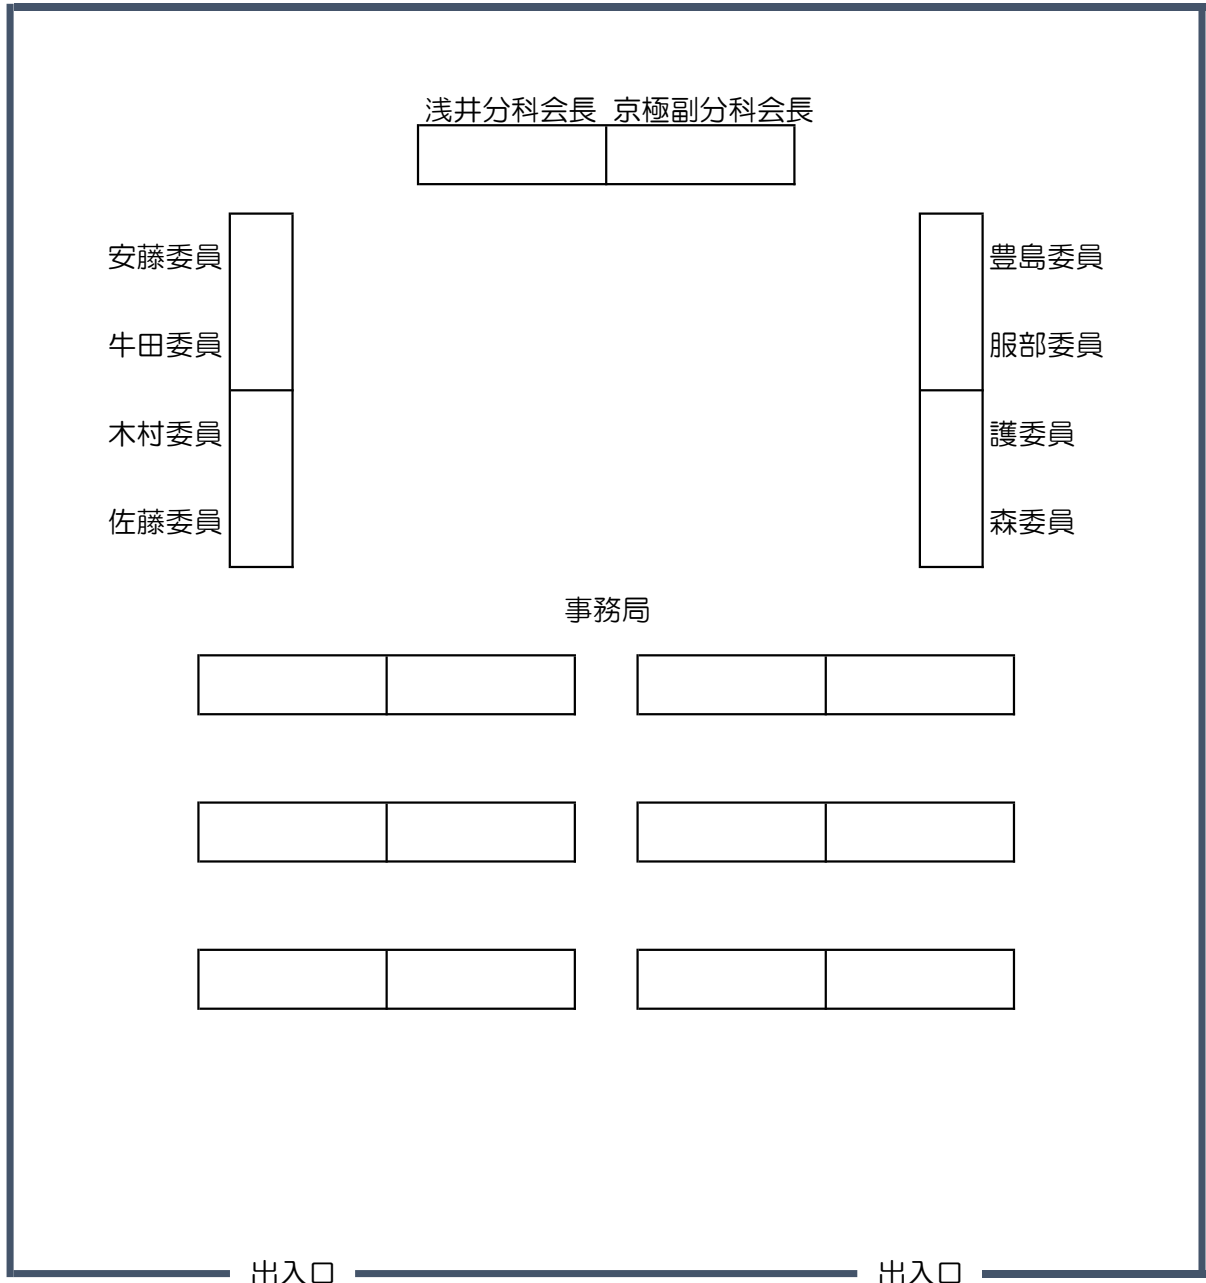 浅井分科会長 京極副分科会長
安藤委員 豊島委員
牛田委員 服部委員
木村委員 護委員
佐藤委員 森委員
事務局
出入口 出入口